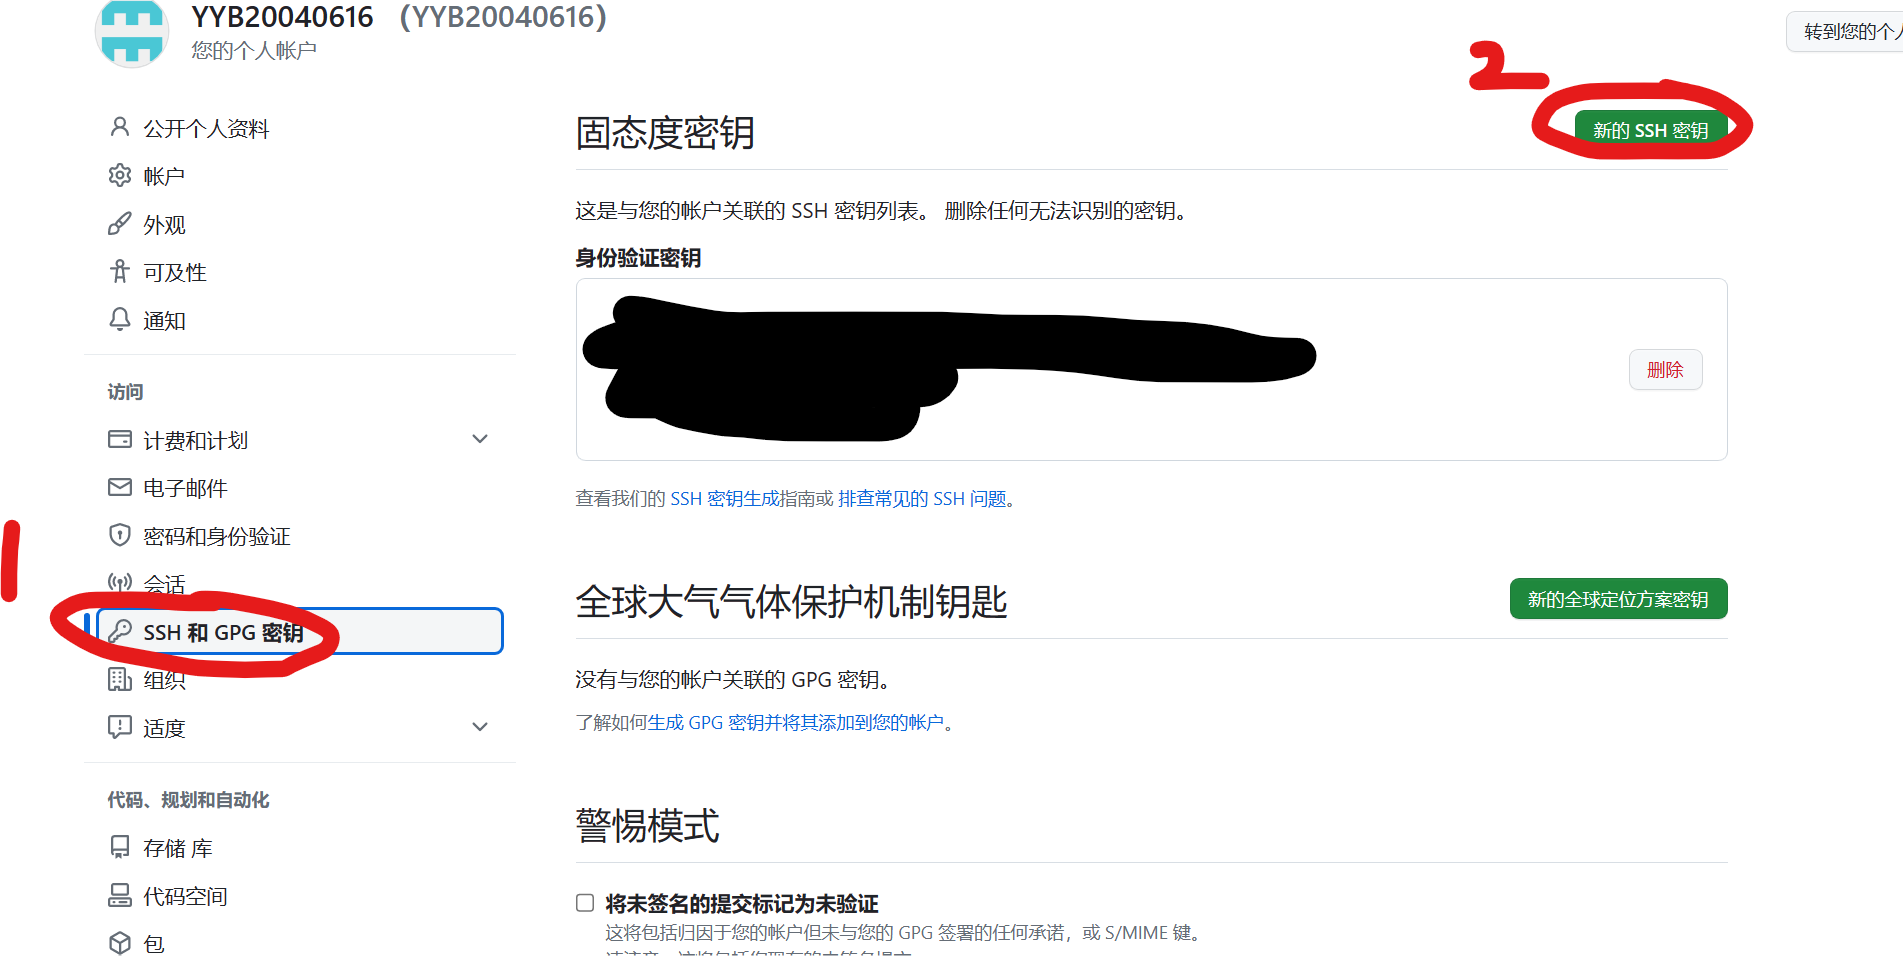 YYB20040616 （YYB20040616）
您的个人帐户
转到您的个人
2
公开个人资料
帐户
外观
可及性
通知
访问
计费和计划
电子邮件
密码和身份验证
会话
1
SSH 和 GPG 密钥
组织
适度
代码、规划和自动化
存储 库
代码空间
包
固态度密钥
新的 SSH 密钥
这是与您的帐户关联的 SSH 密钥列表。 删除任何无法识别的密钥。
身份验证密钥
删除
查看我们的 SSH 密钥生成指南或 排查常见的 SSH 问题。
全球大气气体保护机制钥匙
新的全球定位方案密钥
没有与您的帐户关联的 GPG 密钥。
了解如何生成 GPG 密钥并将其添加到您的帐户。
警惕模式
将未签名的提交标记为未验证
这将包括归因于您的帐户但未与您的 GPG 签署的任何承诺，或 S/MIME 键。